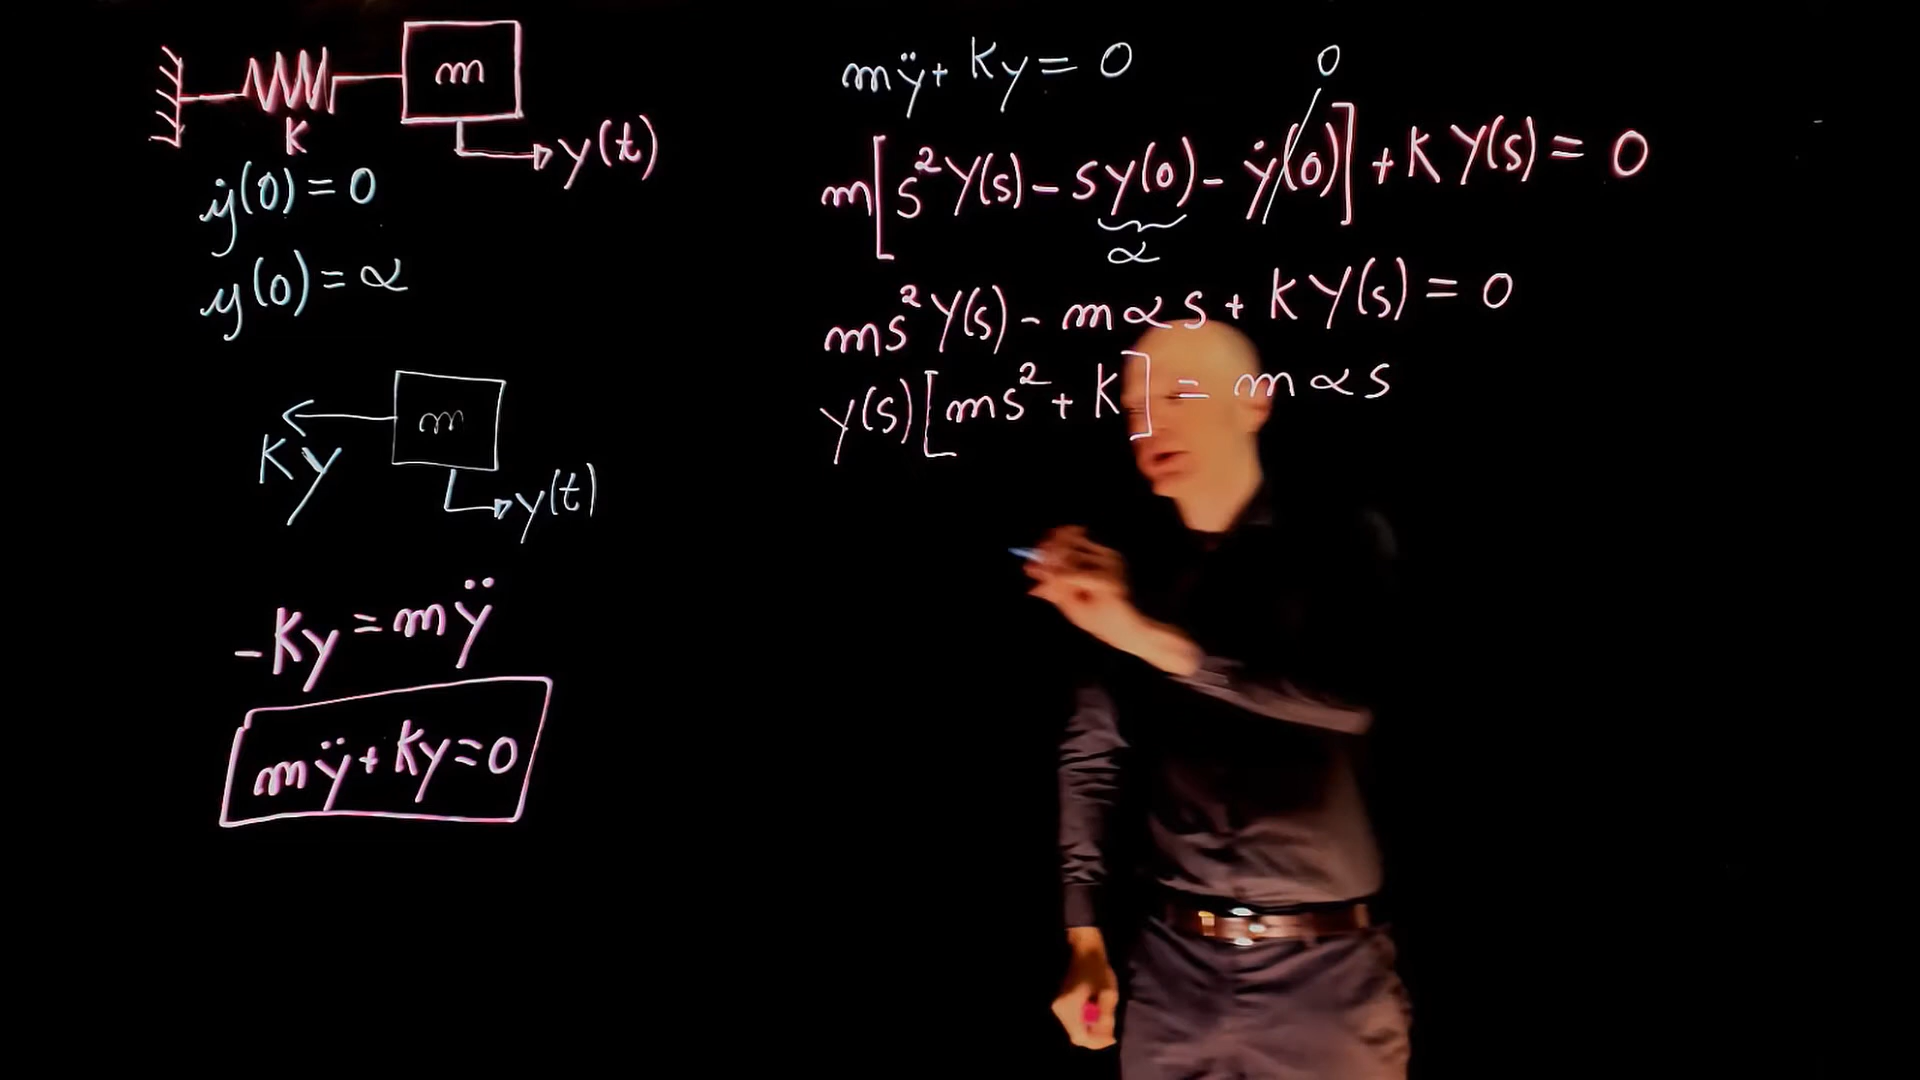 m
K
y(t)
ẏ(0) = 0
y(0) = α
m
Ky
y(t)
-Ky = mÿ
mÿ + Ky = 0
mÿ + Ky = 0
0
m[s²Y(s) - sy(0) - ẏ(0)] + KY(s) = 0
α
ms²Y(s) - mαs + KY(s) = 0
Y(s)[ms² + K] = mαs